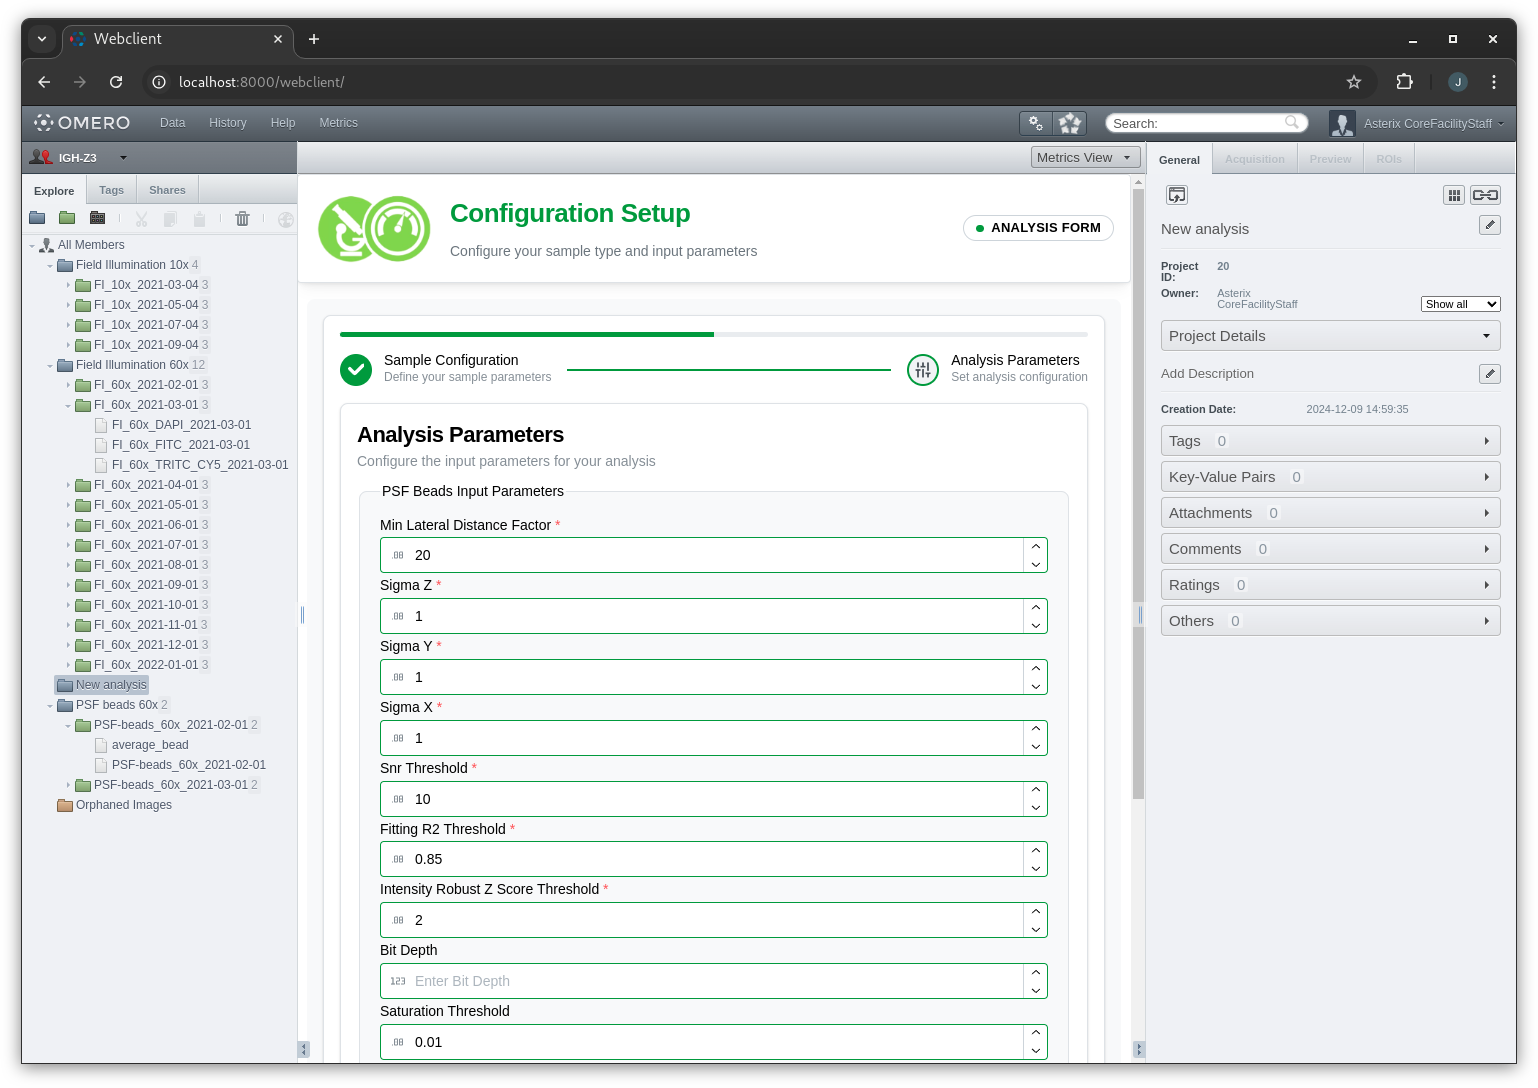 Webclient
localhost:8000/webclient/
J
OMERO
Data
History
Help
Metrics
Search:
Asterix CoreFacilityStaff
IGH-Z3
Metrics View
General
Acquisition
Preview
ROIs
Explore
Tags
Shares
All Members
Field Illumination 10x 4
FI_10x_2021-03-04 3
FI_10x_2021-05-04 3
FI_10x_2021-07-04 3
FI_10x_2021-09-04 3
Field Illumination 60x 12
FI_60x_2021-02-01 3
FI_60x_2021-03-01 3
FI_60x_DAPI_2021-03-01
FI_60x_FITC_2021-03-01
FI_60x_TRITC_CY5_2021-03-01
FI_60x_2021-04-01 3
FI_60x_2021-05-01 3
FI_60x_2021-06-01 3
FI_60x_2021-07-01 3
FI_60x_2021-08-01 3
FI_60x_2021-09-01 3
FI_60x_2021-10-01 3
FI_60x_2021-11-01 3
FI_60x_2021-12-01 3
FI_60x_2022-01-01 3
New analysis
PSF beads 60x 2
PSF-beads_60x_2021-02-01 2
average_bead
PSF-beads_60x_2021-02-01
PSF-beads_60x_2021-03-01 2
Orphaned Images
Configuration Setup
Configure your sample type and input parameters
ANALYSIS FORM
Sample Configuration
Define your sample parameters
Analysis Parameters
Set analysis configuration
Analysis Parameters
Configure the input parameters for your analysis
PSF Beads Input Parameters
Min Lateral Distance Factor *
.00 20
Sigma Z *
.00 1
Sigma Y *
.00 1
Sigma X *
.00 1
Snr Threshold *
.00 10
Fitting R2 Threshold *
.00 0.85
Intensity Robust Z Score Threshold *
.00 2
Bit Depth
123 Enter Bit Depth
Saturation Threshold
.00 0.01
New analysis
Project ID: 20
Owner: Asterix CoreFacilityStaff
Show all
Project Details
Add Description
Creation Date: 2024-12-09 14:59:35
Tags 0
Key-Value Pairs 0
Attachments 0
Comments 0
Ratings 0
Others 0